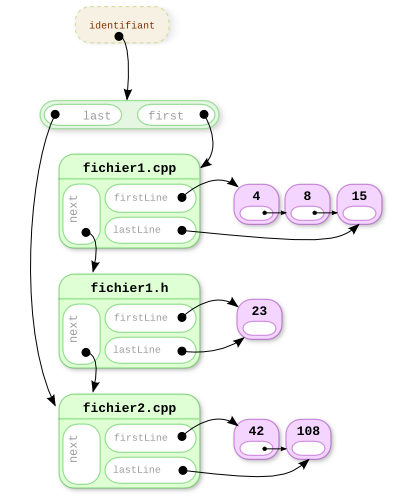 identifiant
last first
fichier1.cpp
next
firstLine
lastLine
4 8 15
fichier1.h
next
firstLine
lastLine
23
fichier2.cpp
next
firstLine
lastLine
42 108